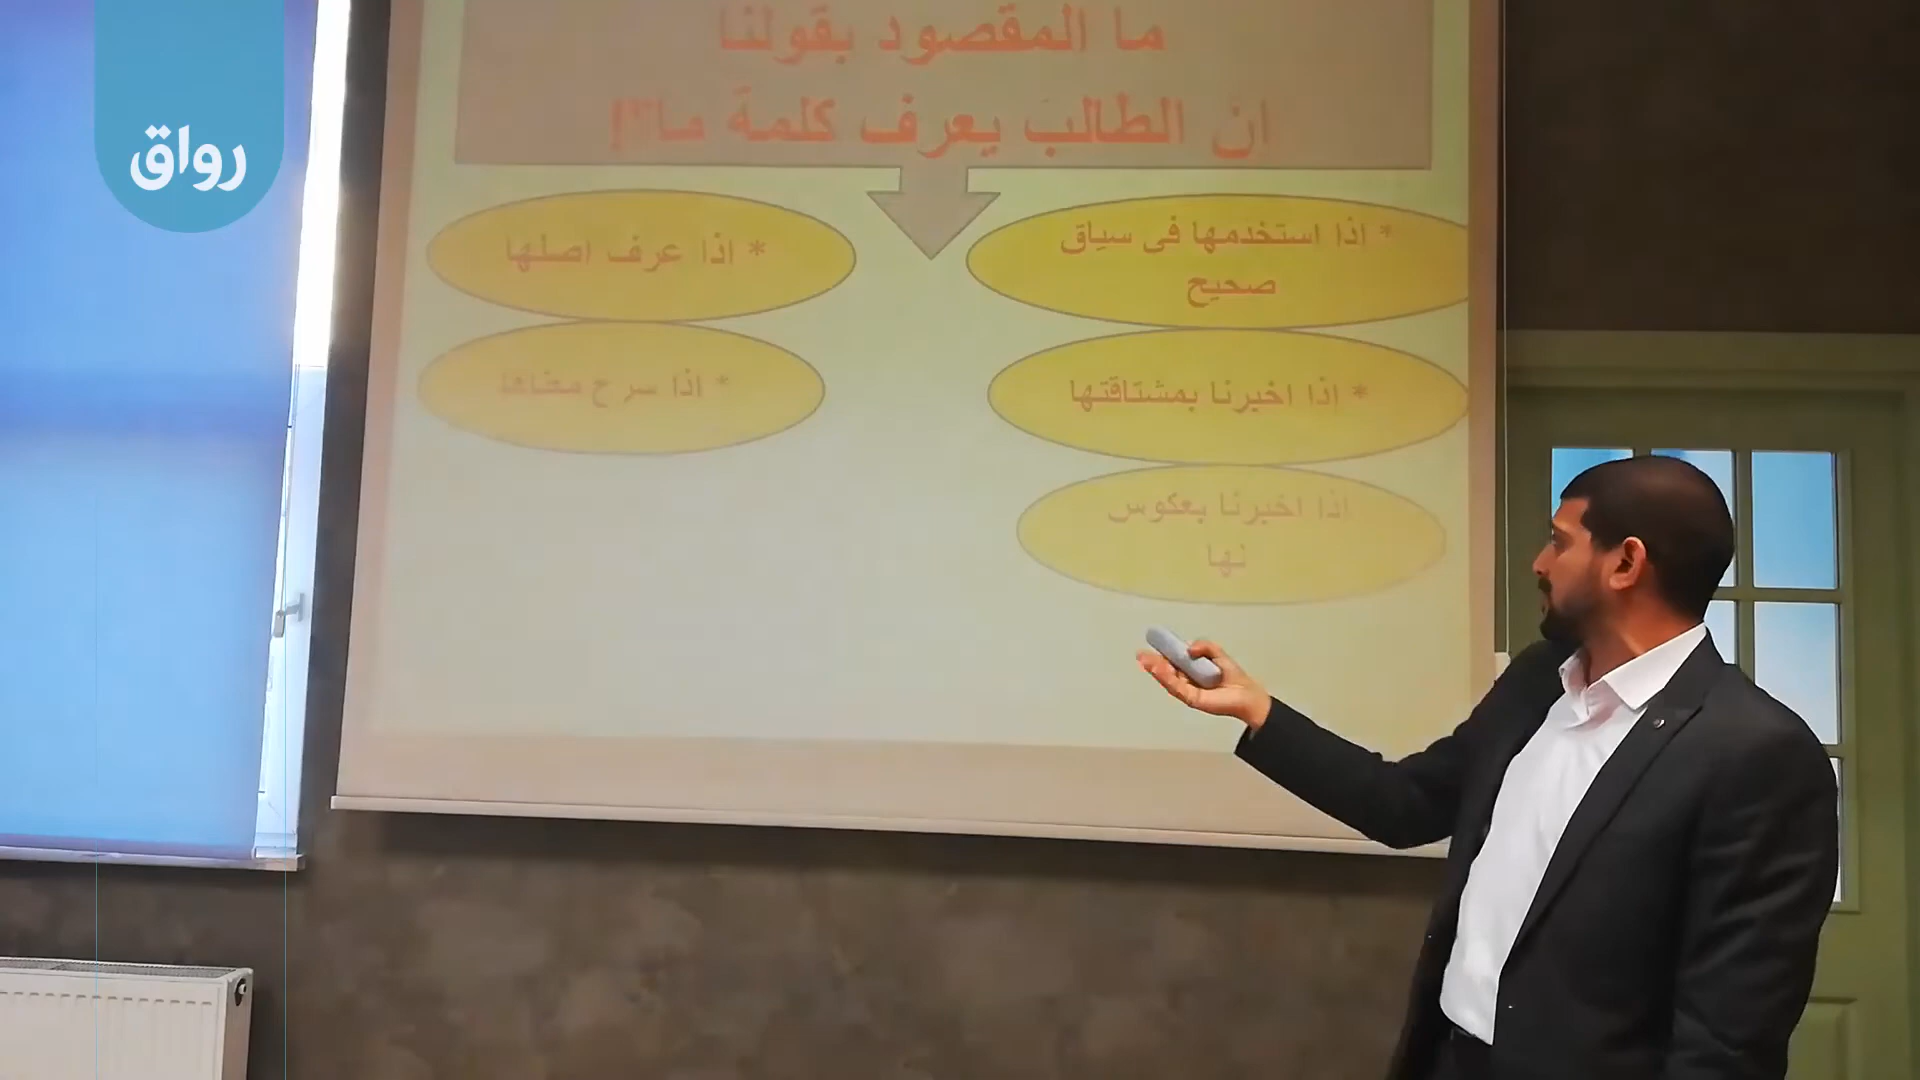 رواق
ما المقصود بقولنا
انّ الطالبَ يعرف كلمة ما؟!
* اذا استخدمها فى سياق
صحيح
* اذا عرف اصلها
* اذا اخبرنا بمشتاقتها
* اذا سرح معناها
اذا اخبرنا بعكوس
نها